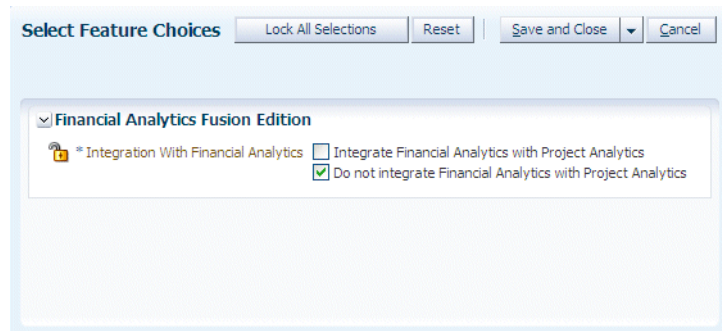 Select Feature Choices Lock All Selections Reset Save and Close Cancel
Financial Analytics Fusion Edition
* Integration With Financial Analytics Integrate Financial Analytics with Project Analytics
Do not integrate Financial Analytics with Project Analytics